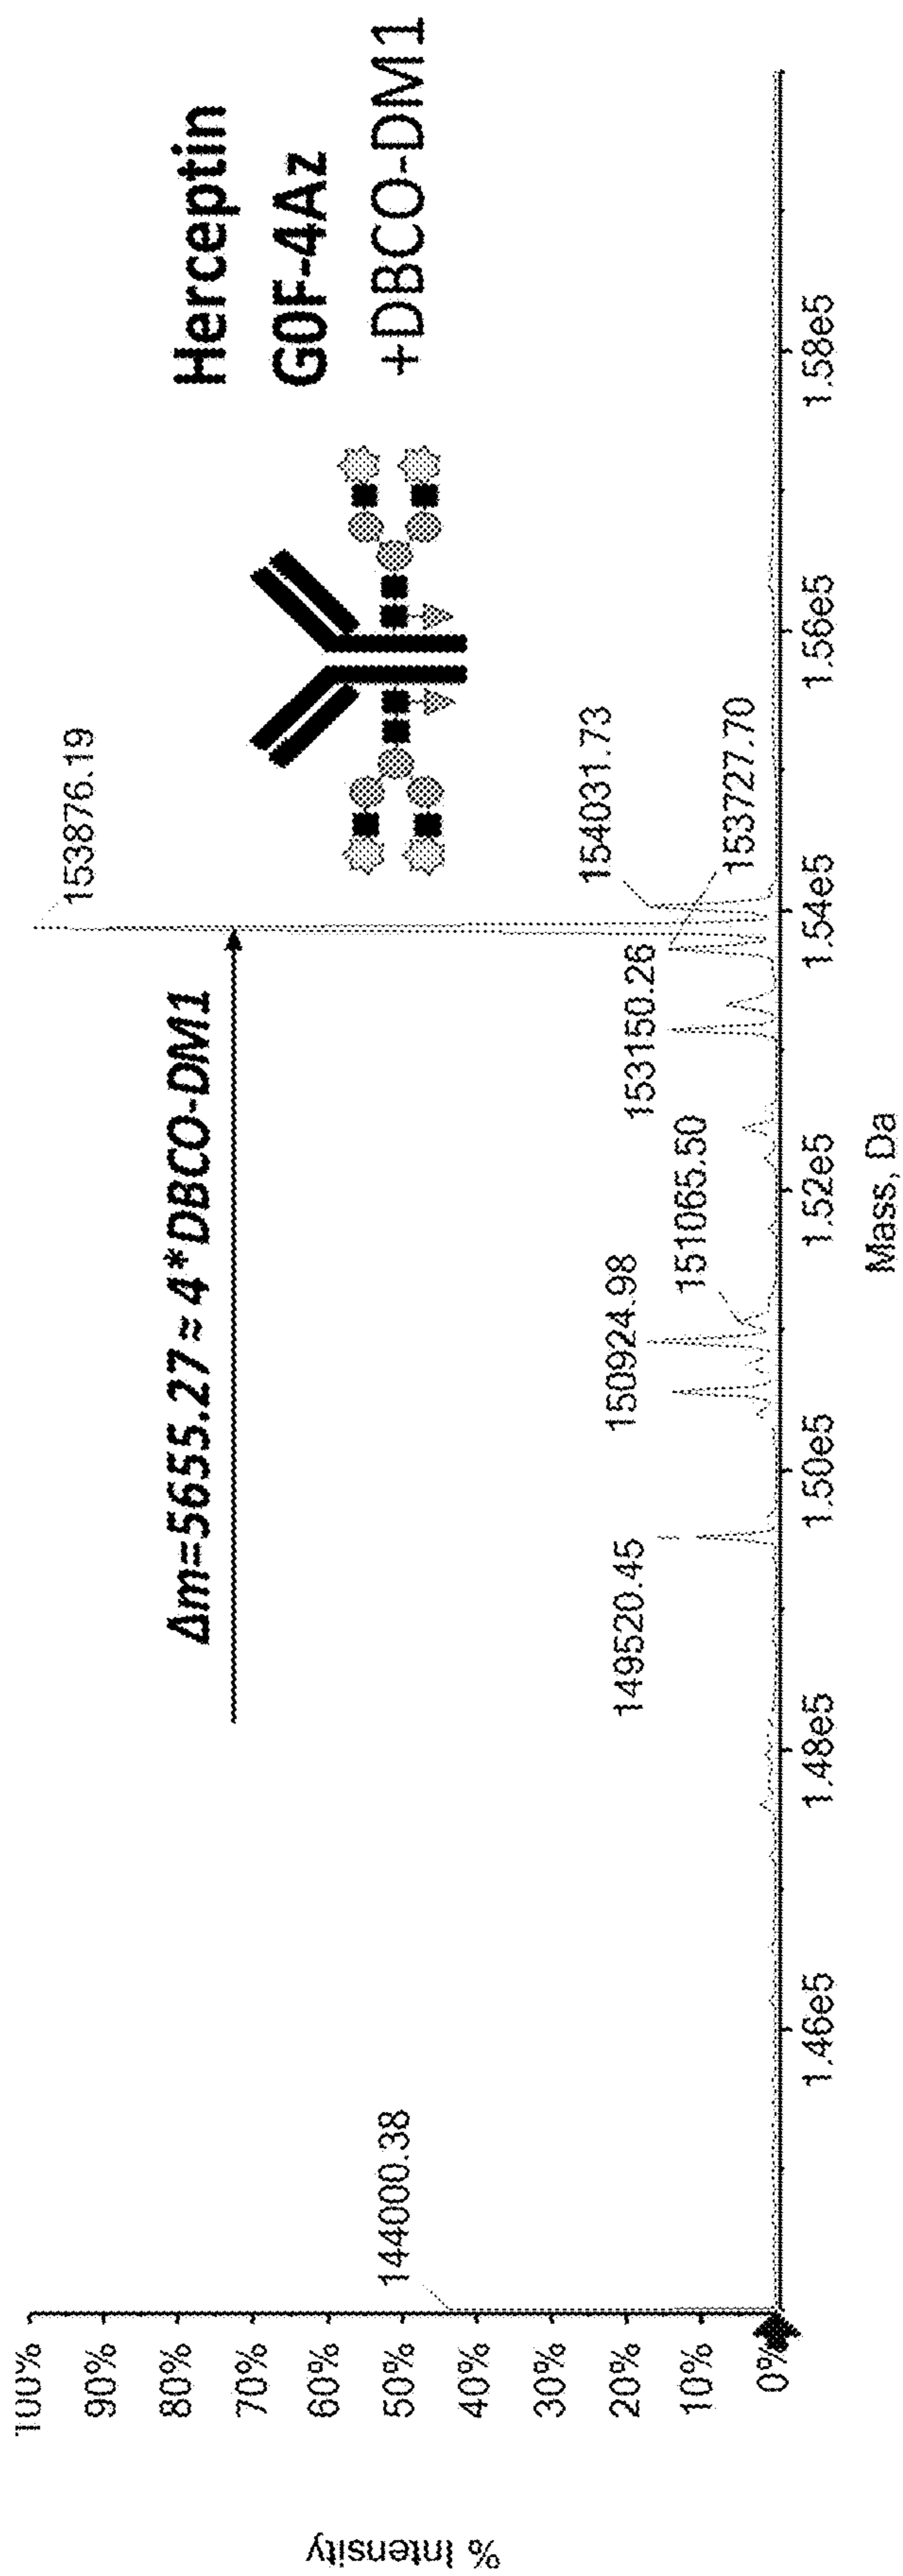 Herceptin
G0F-4Az
+DBCO-DM1
Δm=5655.27≈4*DBCO-DM1
153876.19
154031.73
153727.70
153150.26
151065.50
150924.98
149520.45
144000.38
100%
90%
80%
70%
60%
50%
40%
30%
20%
10%
0%
% Intensity
1.46e5
1.48e5
1.50e5
1.52e5
1.54e5
1.56e5
1.58e5
Mass, Da